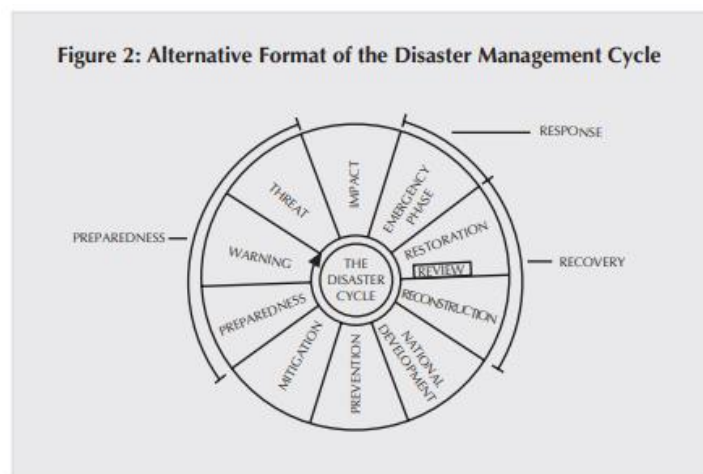 Figure 2: Alternative Format of the Disaster Management Cycle
RESPONSE
IMPACT
EMERGENCY
PHASE
THREAT
RESTORATION
PREPAREDNESS
WARNING
THE
DISASTER
CYCLE
REVIEW
RECOVERY
PREPAREDNESS
RECONSTRUCTION
MITIGATION
PREVENTION
NATIONAL
DEVELOPMENT